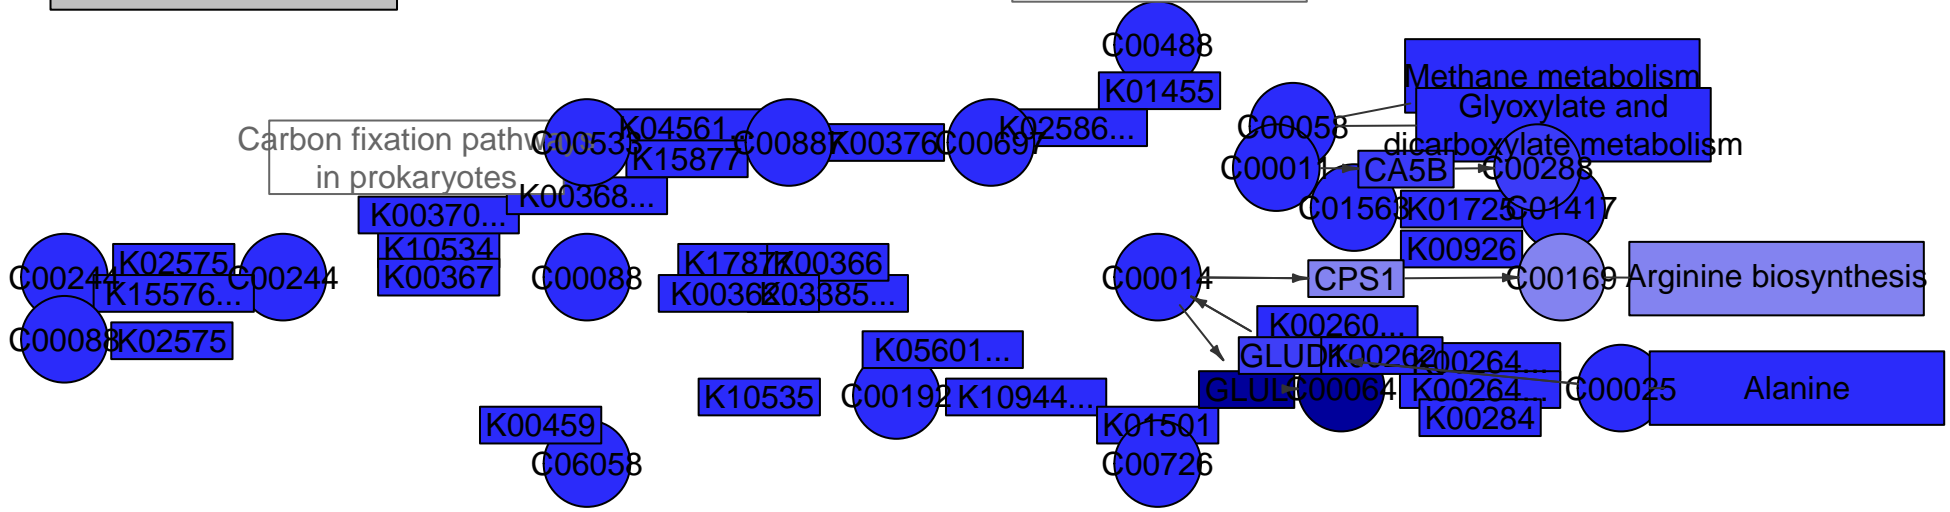 C00488
Methane metabolism
K01455
Glyoxylate and
dicarboxylate metabolism
C00058
Carbon fixation pathways
in prokaryotes
C00533
K04561...
K15877
C00887
K00376
C00697
K02586...
C00011
CA5B
C00288
K00368...
K00370...
C01563
K01725
C01417
K10534
K00367
K00926
C00244
K02575
K15576...
C00244
C00088
K17877
K00366
K00362...
K03385...
C00014
CPS1
C00169
Arginine biosynthesis
C00088
K02575
K00260...
K05601...
GLUD1
K00262
K00264...
K10535
C00192
K10944...
GLUL
C00064
K00264...
C00025
Alanine
K00284
K00459
K01501
C06058
C00726